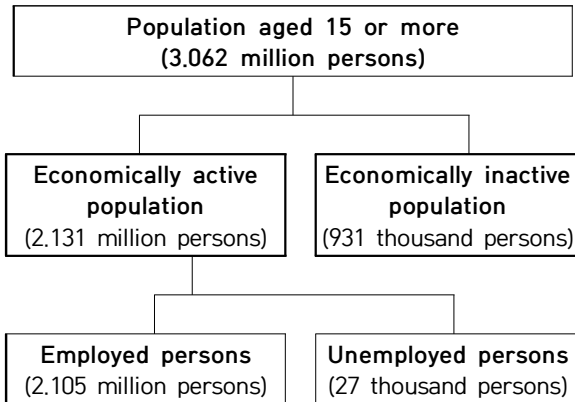 Population aged 15 or more
(3.062 million persons)
Economically active
population
(2.131 million persons)
Economically inactive
population
(931 thousand persons)
Employed persons
(2.105 million persons)
Unemployed persons
(27 thousand persons)